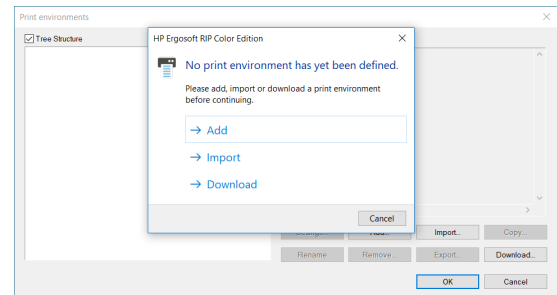 Print environments
Tree Structure
HP Ergosoft RIP Color Edition
No print environment has yet been defined.
Please add, import or download a print environment
before continuing.
Add
Import
Download
Cancel
Import...
Copy...
Rename
Remove...
Export...
Download...
OK
Cancel